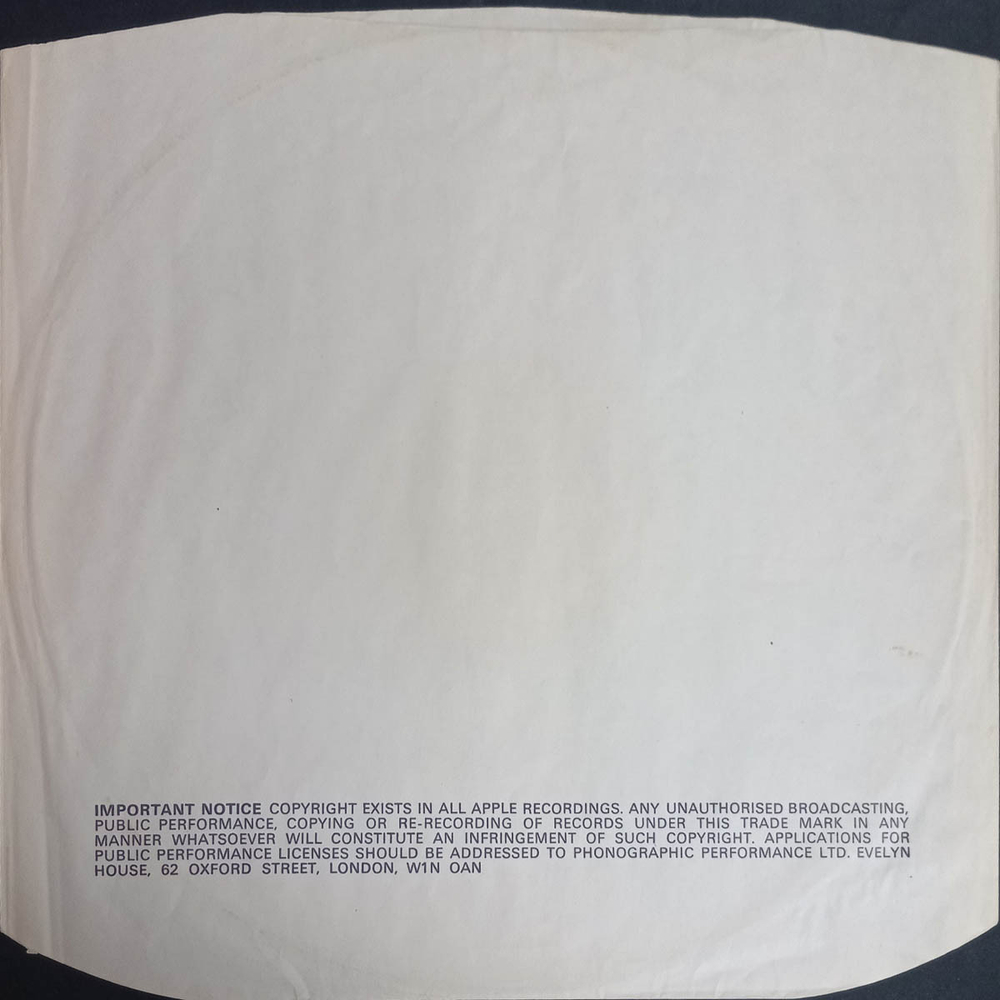 IMPORTANT NOTICE COPYRIGHT EXISTS IN ALL APPLE RECORDINGS. ANY UNAUTHORISED BROADCASTING,
PUBLIC PERFORMANCE, COPYING OR RE-RECORDING OF RECORDS UNDER THIS TRADE MARK IN ANY
MANNER WHATSOEVER WILL CONSTITUTE AN INFRINGEMENT OF SUCH COPYRIGHT. APPLICATIONS FOR
PUBLIC PERFORMANCE LICENSES SHOULD BE ADDRESSED TO PHONOGRAPHIC PERFORMANCE LTD. EVELYN
HOUSE, 62 OXFORD STREET, LONDON, W1N OAN